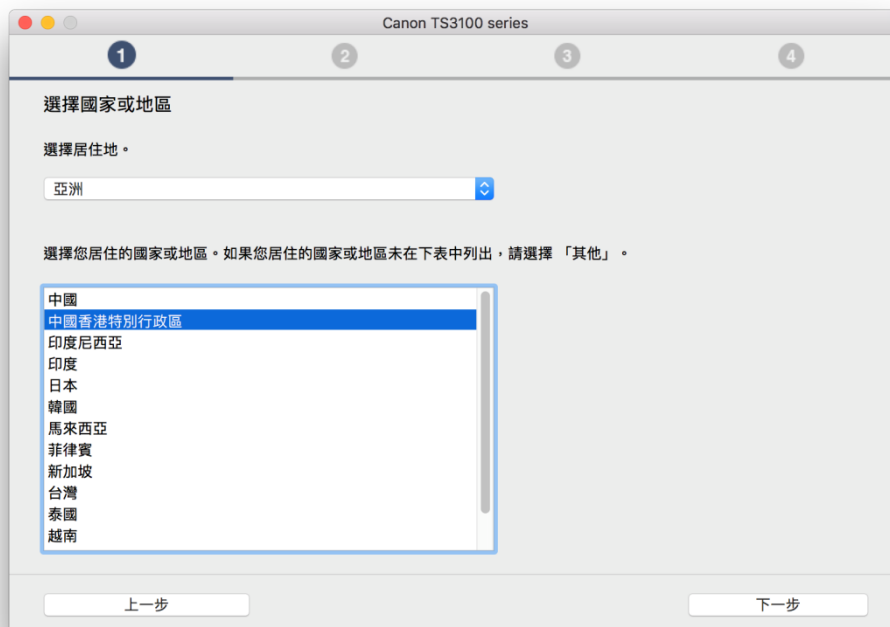 Canon TS3100 series
1
2
3
4
選擇國家或地區
選擇居住地。
亞洲
選擇您居住的國家或地區。如果您居住的國家或地區未在下表中列出，請選擇 「其他」。
中國
中國香港特別行政區
印度尼西亞
印度
日本
韓國
馬來西亞
菲律賓
新加坡
台灣
泰國
越南
上一步
下一步